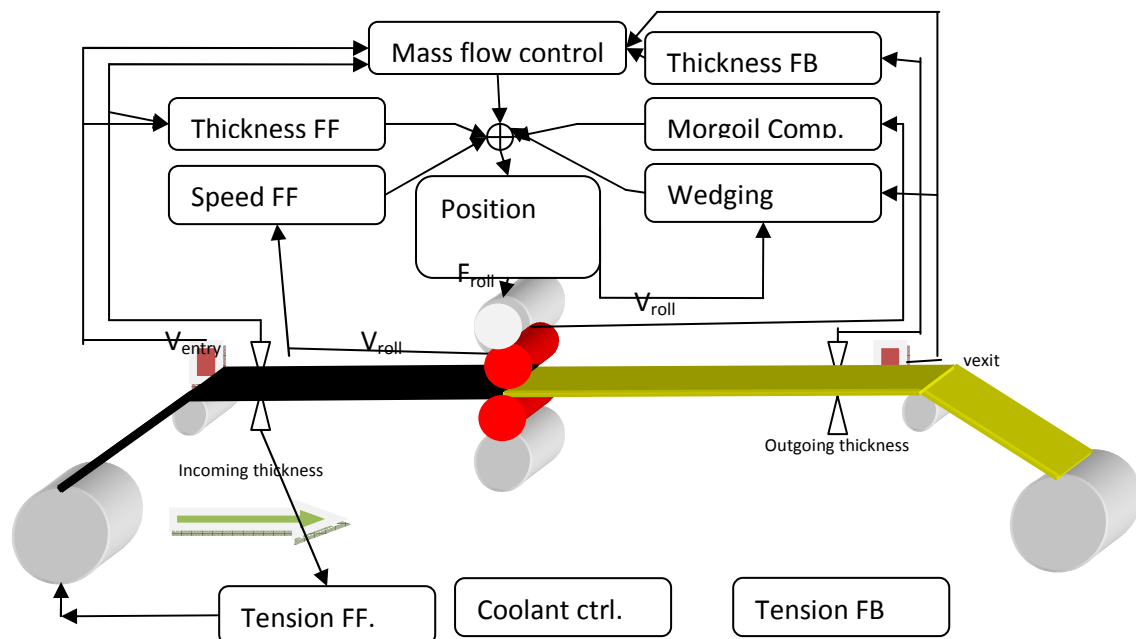 Mass flow control
Thickness FB
Thickness FF
Morgoil Comp.
Speed FF
Position
Wedging
Froll
Vroll
Ventry
Vroll
vexit
Outgoing thickness
Incoming thickness
Tension FF.
Coolant ctrl.
Tension FB